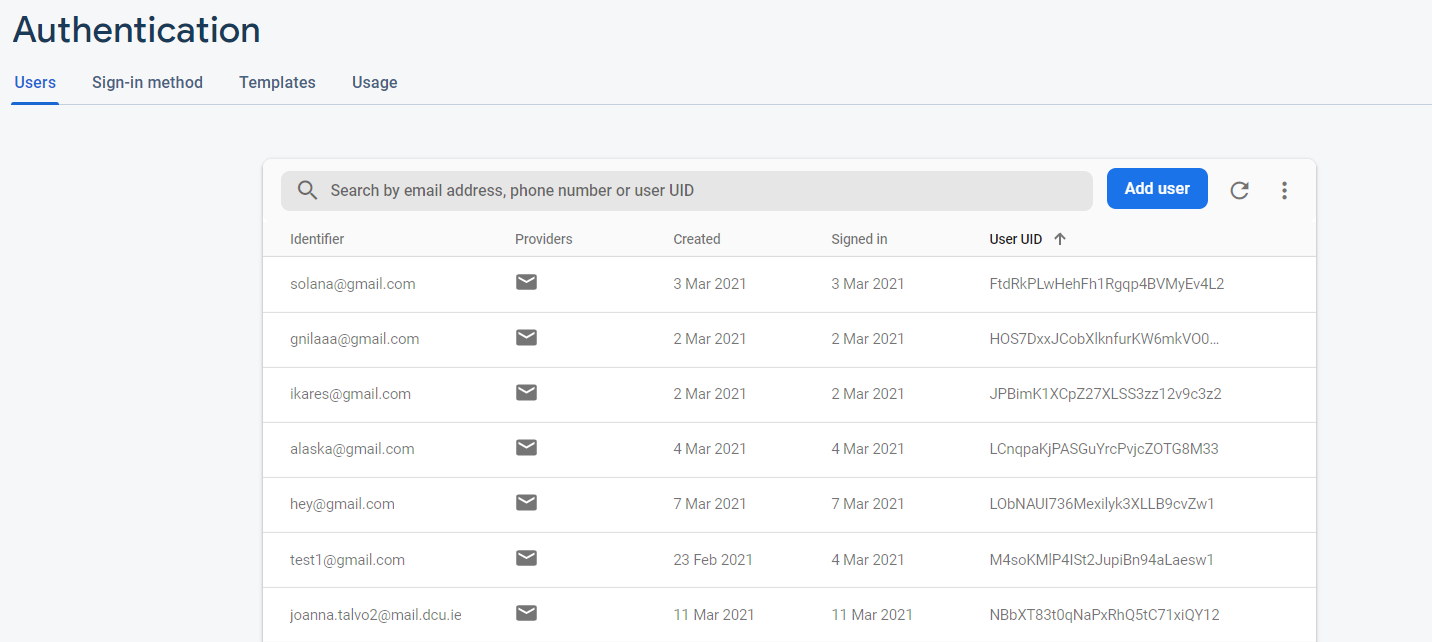 Authentication
Users Sign-in method Templates Usage
Search by email address, phone number or user UID Add user
Identifier Providers Created Signed in User UID
solana@gmail.com 3 Mar 2021 3 Mar 2021 FtdRkPLwHehFh1Rgqp4BVMyEv4L2
gnilaaa@gmail.com 2 Mar 2021 2 Mar 2021 HOS7DxxJCobXlknfurKW6mkVO0...
ikares@gmail.com 2 Mar 2021 2 Mar 2021 JPBimK1XCpZ27XLSS3zz12v9c3z2
alaska@gmail.com 4 Mar 2021 4 Mar 2021 LCnqpaKjPASGuYrcPvjcZOTG8M33
hey@gmail.com 7 Mar 2021 7 Mar 2021 LObNAUI736Mexilyk3XLLB9cvZw1
test1@gmail.com 23 Feb 2021 4 Mar 2021 M4soKMlP4ISt2JupiBn94aLaesw1
joanna.talvo2@mail.dcu.ie 11 Mar 2021 11 Mar 2021 NBbXT83t0qNaPxRhQ5tC71xiQY12